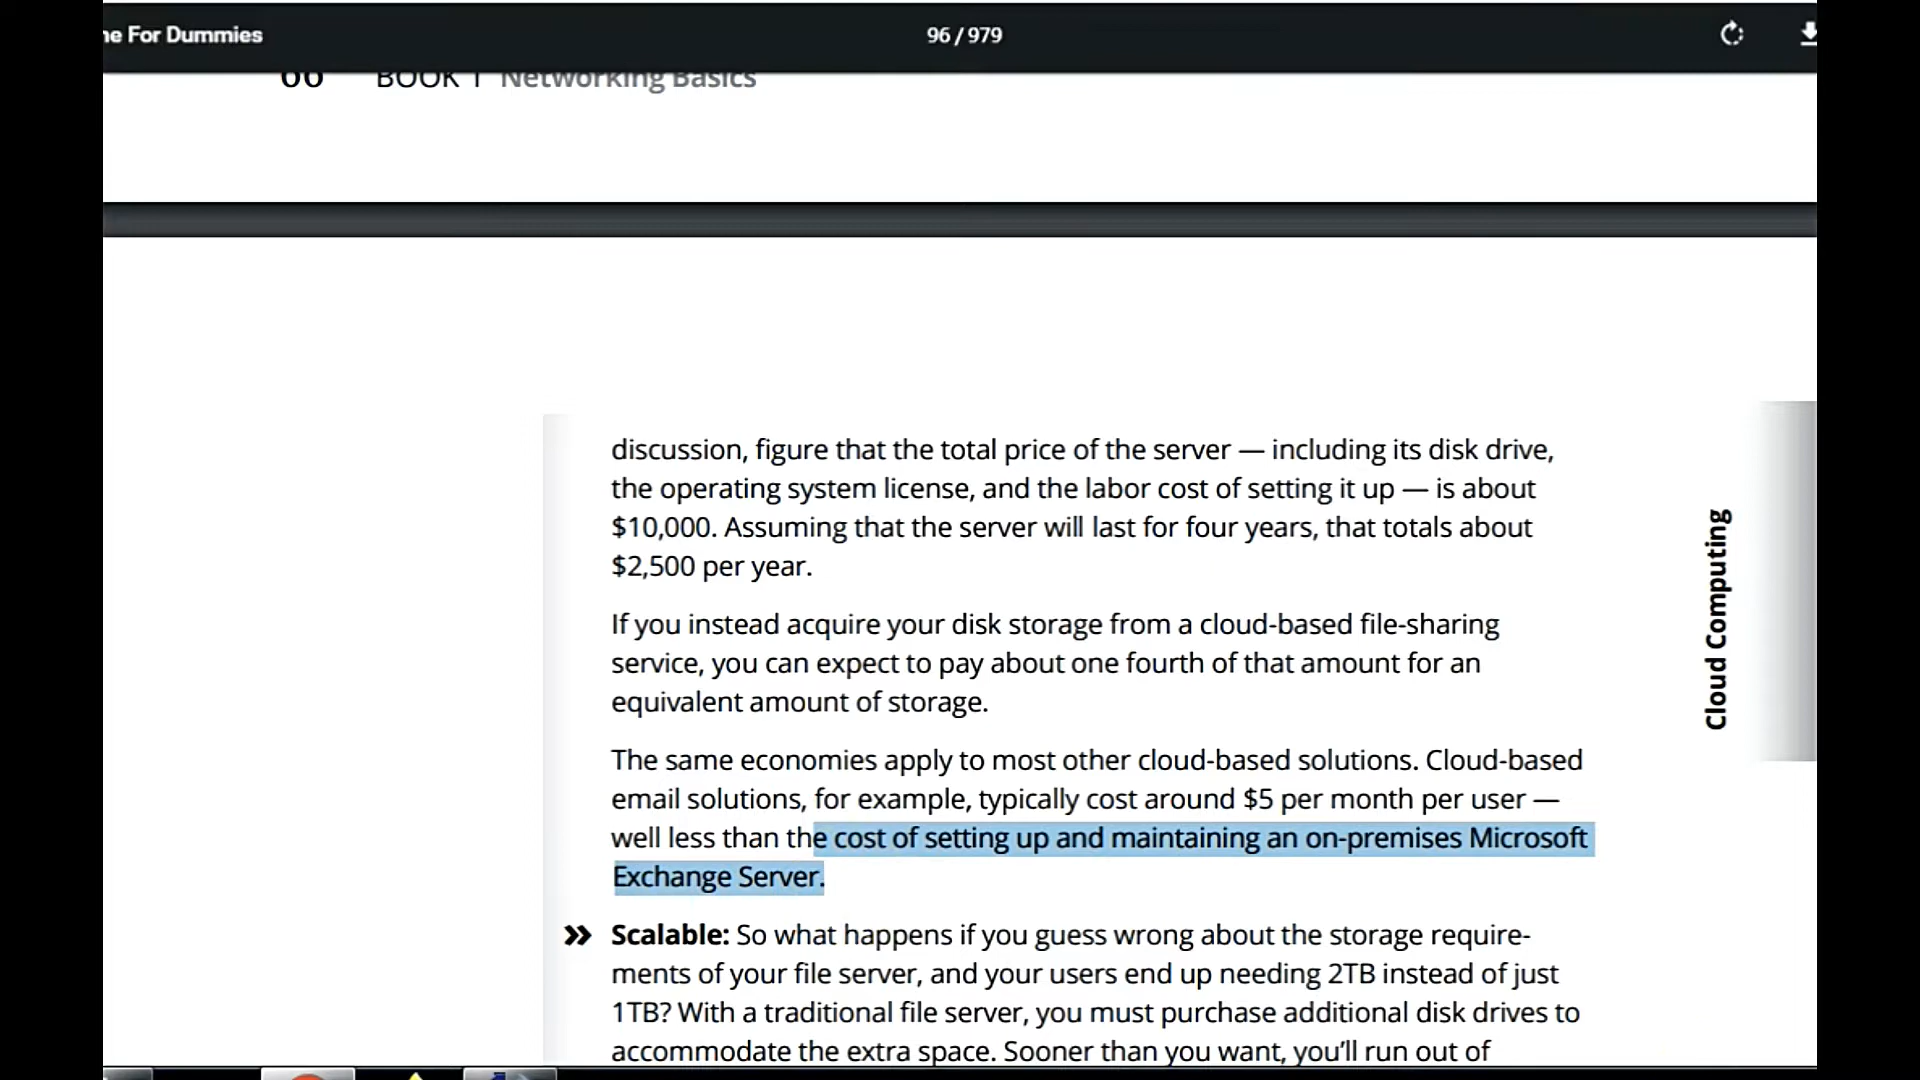 ne For Dummies
96 / 979
66 BOOK 1 Networking Basics
discussion, figure that the total price of the server — including its disk drive,
the operating system license, and the labor cost of setting it up — is about
$10,000. Assuming that the server will last for four years, that totals about
$2,500 per year.
If you instead acquire your disk storage from a cloud-based file-sharing
service, you can expect to pay about one fourth of that amount for an
equivalent amount of storage.
The same economies apply to most other cloud-based solutions. Cloud-based
email solutions, for example, typically cost around $5 per month per user —
well less than the cost of setting up and maintaining an on-premises Microsoft
Exchange Server.
» Scalable: So what happens if you guess wrong about the storage require-
ments of your file server, and your users end up needing 2TB instead of just
1TB? With a traditional file server, you must purchase additional disk drives to
accommodate the extra space. Sooner than you want, you’ll run out of
Cloud Computing